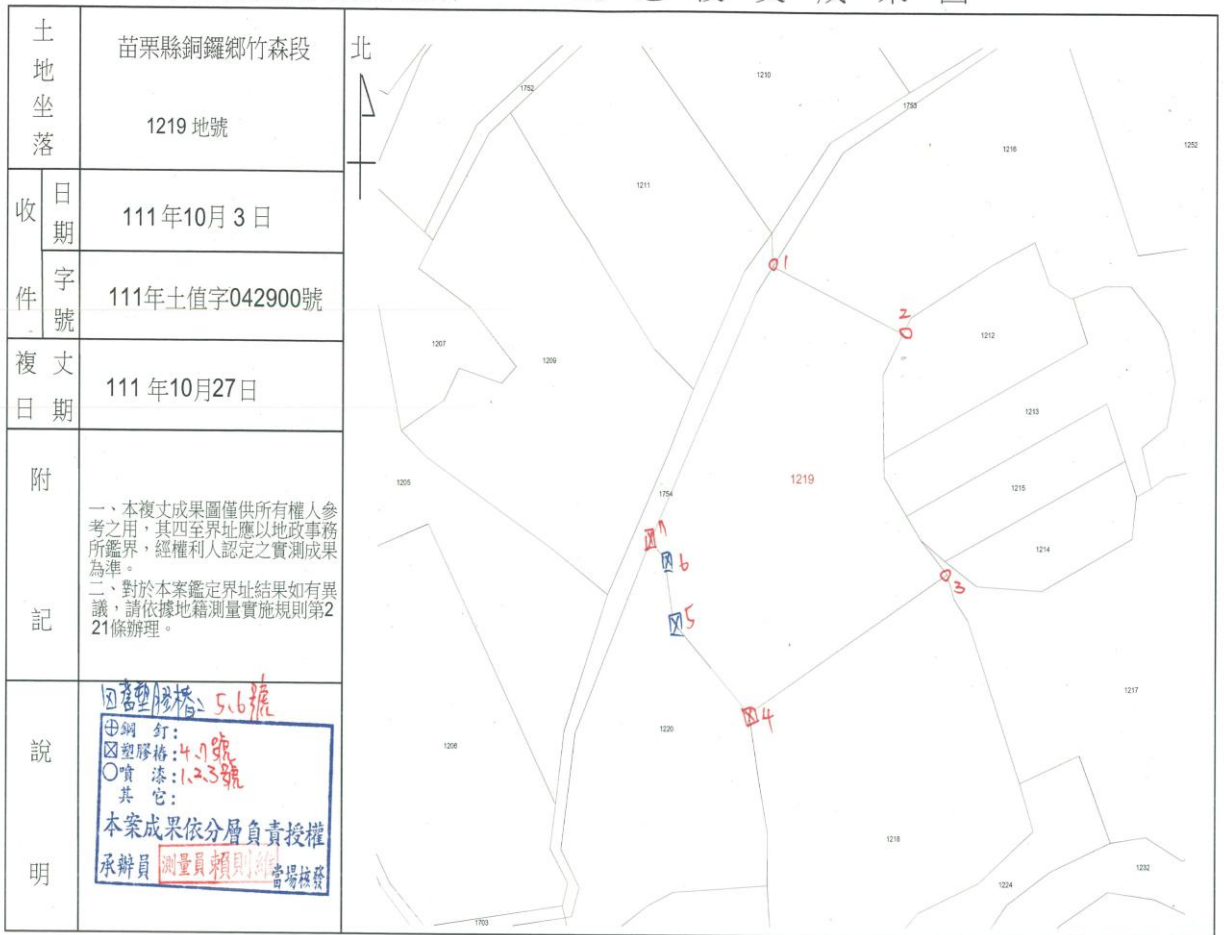 土地坐落
苗栗縣銅鑼鄉竹森段
1219 地號
收件
日期
111年10月3日
字號
111年土值字042900號
複丈日期
111年10月27日
附記
一、本複丈成果圖僅供所有權人參
考之用,其四至界址應以地政事務
所鑑界,經權利人認定之實測成果
為準。
二、對於本案鑑定界址結果如有異
議,請依據地籍測量實施規則第2
21條辦理。
說明
舊塑膠樁: 5、6號
鋼釘:
塑膠樁:4、7號
噴漆:1、2、3號
其它:
本案成果依分層負責授權
承辦員 測量員賴則 當場核發
北
1752
1210
1753
1216
1252
1211
1
2
1212
1207
1209
1213
1205
1219
1215
1754
1214
7
6
3
5
1217
4
1220
1206
1218
1224
1232
1703